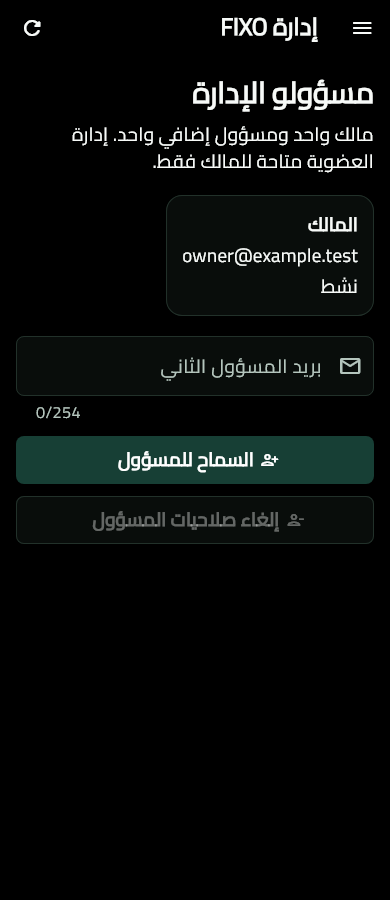 إدارة FIXO
مسؤولو الإدارة
مالك واحد ومسؤول إضافي واحد. إدارة
العضوية متاحة للمالك فقط.
المالك
owner@example.test
نشط
بريد المسؤول الثاني
0/254
السماح للمسؤول
إلغاء صلاحيات المسؤول